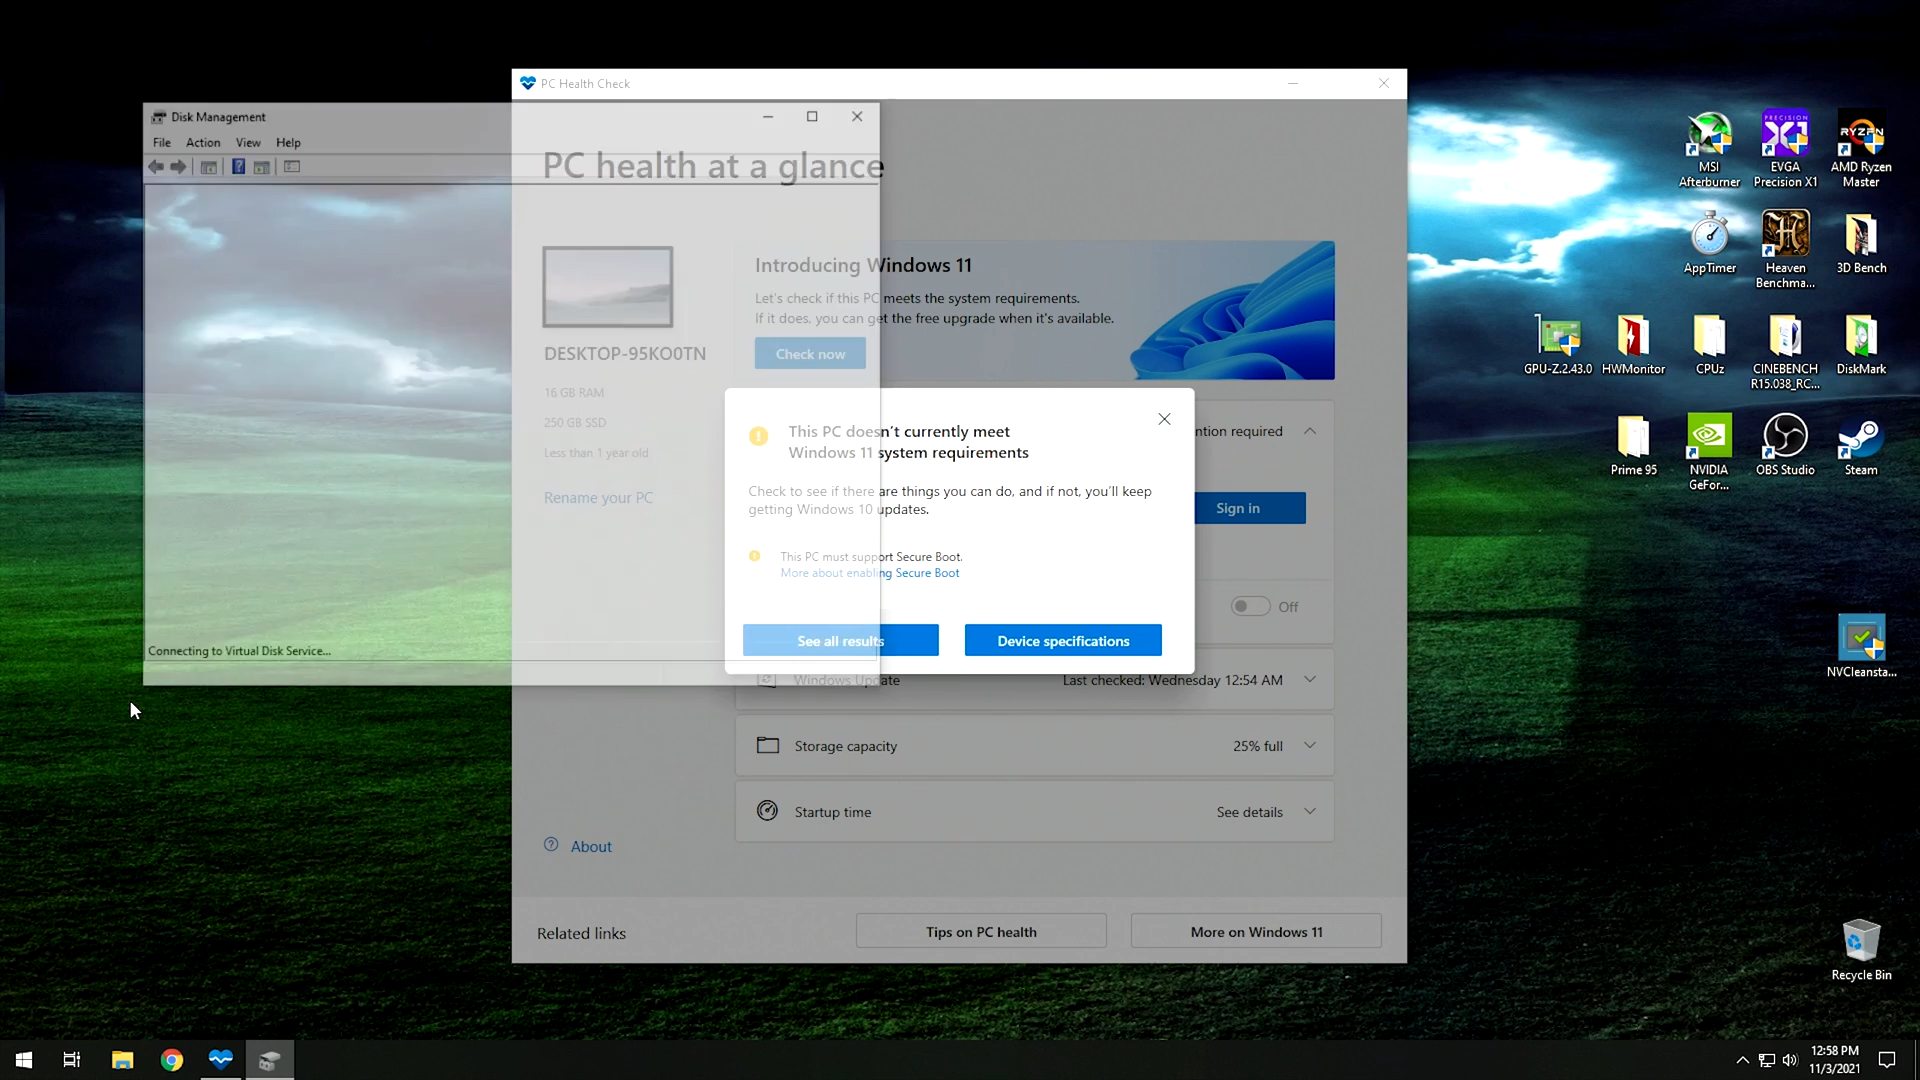 PC Health Check
Disk Management
File Action View Help
PC health at a glance
DESKTOP-95KO0TN
16 GB RAM
250 GB SSD
Less than 1 year old
Rename your PC
Introducing Windows 11
Let's check if this PC meets the system requirements.
If it does, you can get the free upgrade when it's available.
Check now
This PC doesn't currently meet
Windows 11 system requirements
Check to see if there are things you can do, and if not, you'll keep
getting Windows 10 updates.
This PC must support Secure Boot.
More about enabling Secure Boot
See all results
Device specifications
ntion required
Sign in
Off
Connecting to Virtual Disk Service...
Windows Update
Last checked: Wednesday 12:54 AM
Storage capacity
25% full
Startup time
See details
About
Related links
Tips on PC health
More on Windows 11
MSI
Afterburner
PRECISION
X1
EVGA
Precision X1
RYZEN
AMD Ryzen
Master
AppTimer
Heaven
Benchma...
3D Bench
GPU-Z.2.43.0
HWMonitor
CPUz
CINEBENCH
R15.038_RC...
DiskMark
Prime 95
NVIDIA
GeFor...
OBS Studio
Steam
NVCleansta...
Recycle Bin
12:58 PM
11/3/2021